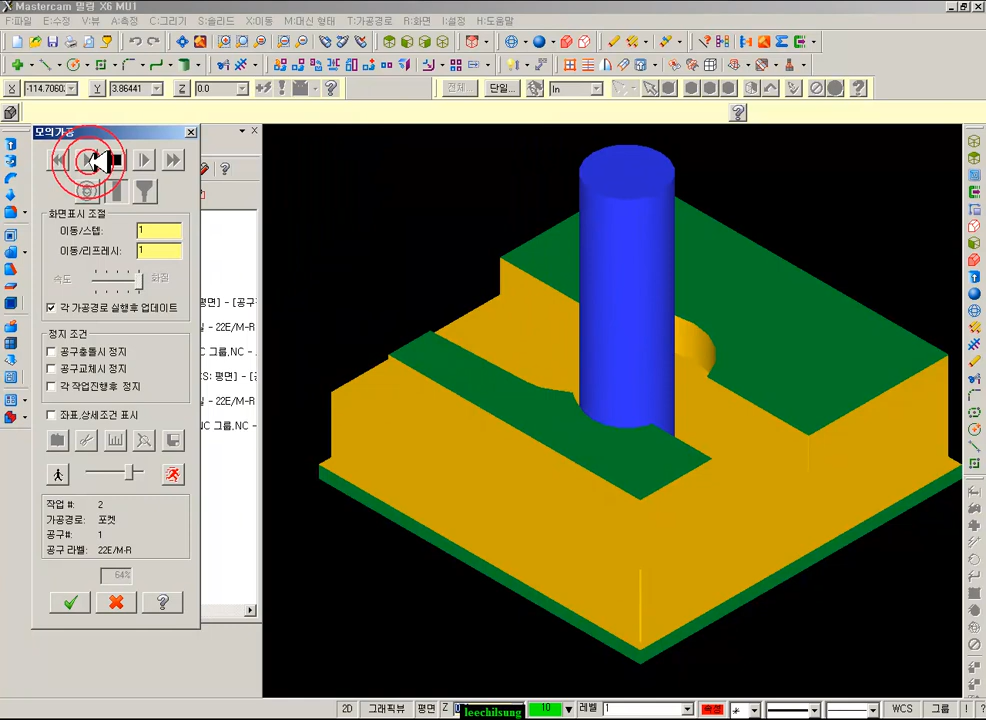 Mastercam 밀링 X6 MUI
F:파일 E:수정 V:뷰 A:측정 C:그리기 S:솔리드 X:이동 M:머신 형태 T:가공경로 R:화면 I:설정 H:도움말
X -114.7060 Y 3.86441 Z 0.0 전체... 단일... In
모의가공
화면표시 조절
이동/스텝: 1
이동/리프레시: 1
속도 화질
각 가공경로 실행후 업데이트
정지 조건
공구충돌시 정지
공구교체시 정지
각 작업진행후 정지
좌표,상세조건 표시
평면] - [공구
일 - 22E/M-R
C 그룹,NC -
CS: 평면] - [
일 - 22E/M-R
C 그룹,NC -
작업 #: 2
가공경로: 포켓
공구#: 1
공구 라벨: 22E/M-R
64%
2D 그래픽뷰 평면 Z 10 레벨 1 속성 WCS 그룹 ! ?
leechilsung